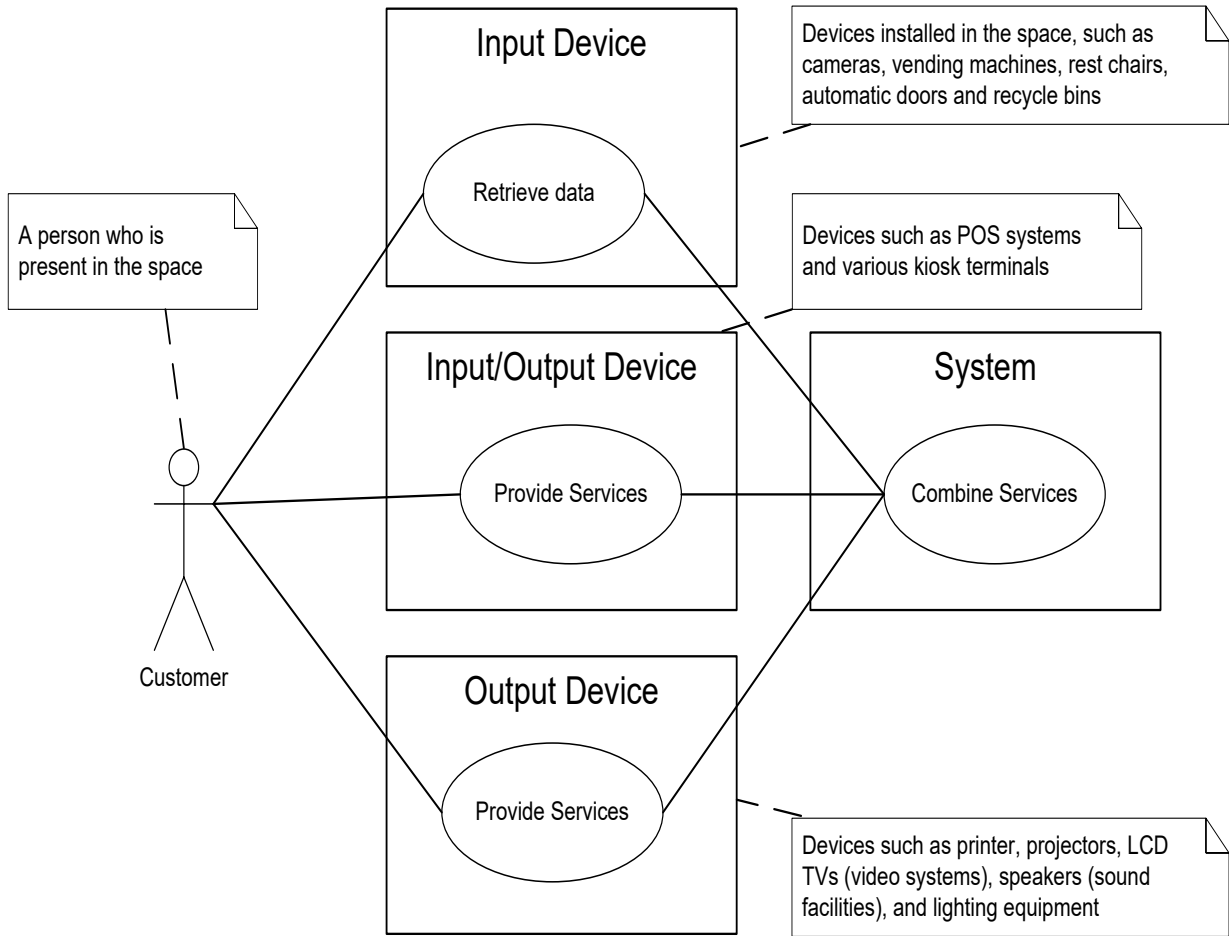 Input Device
Devices installed in the space, such as
cameras, vending machines, rest chairs,
automatic doors and recycle bins
Retrieve data
A person who is
present in the space
Devices such as POS systems
and various kiosk terminals
Input/Output Device
System
Provide Services
Combine Services
Customer
Output Device
Provide Services
Devices such as printer, projectors, LCD
TVs (video systems), speakers (sound
facilities), and lighting equipment